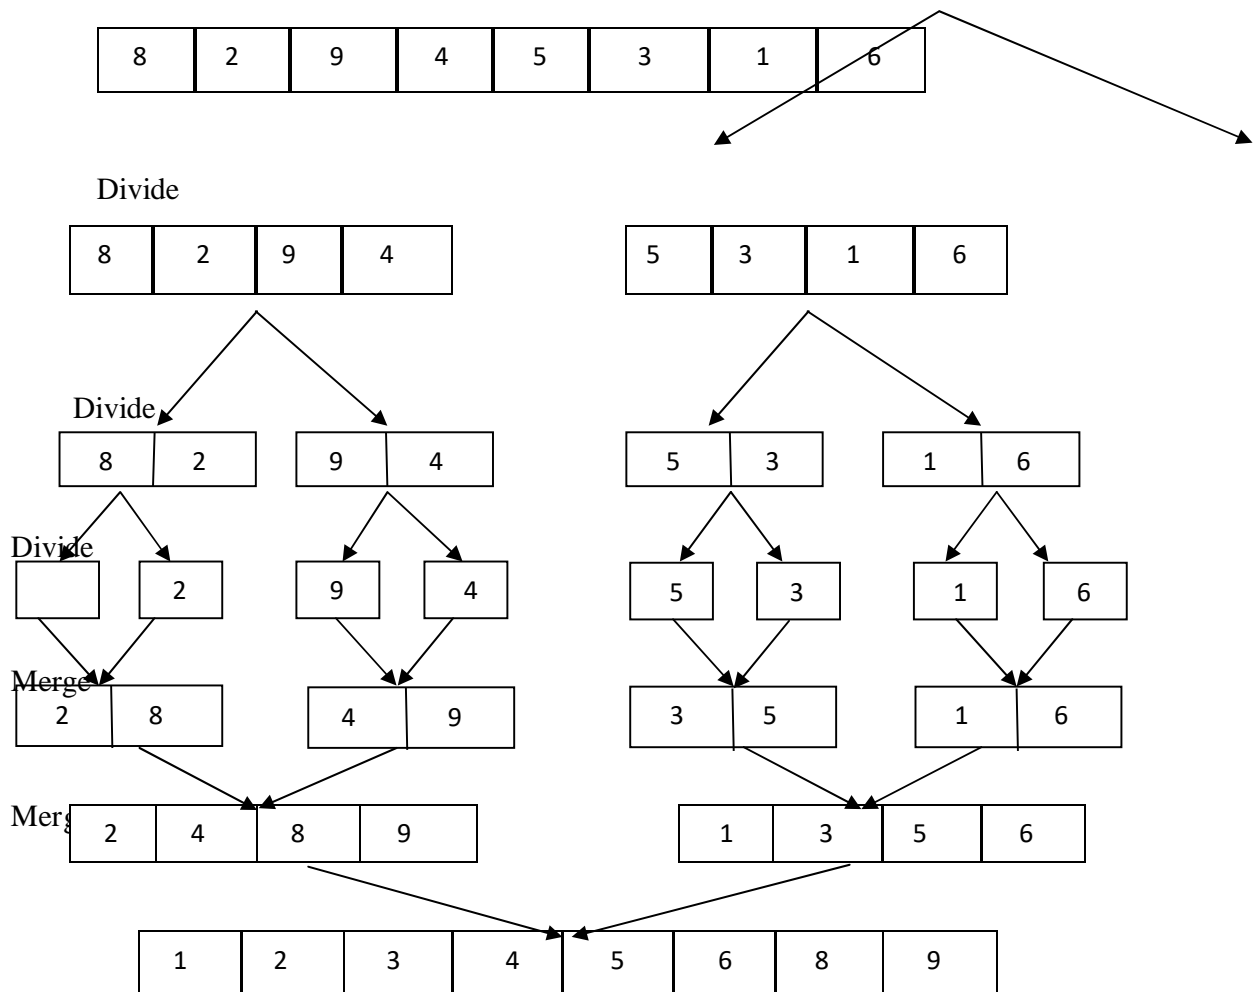 8 2 9 4 5 3 1 6
Divide
8 2 9 4 5 3 1 6
Divide
8 2 9 4 5 3 1 6
Divide
2 9 4 5 3 1 6
Merge
2 8 4 9 3 5 1 6
Merg
2 4 8 9 1 3 5 6
1 2 3 4 5 6 8 9